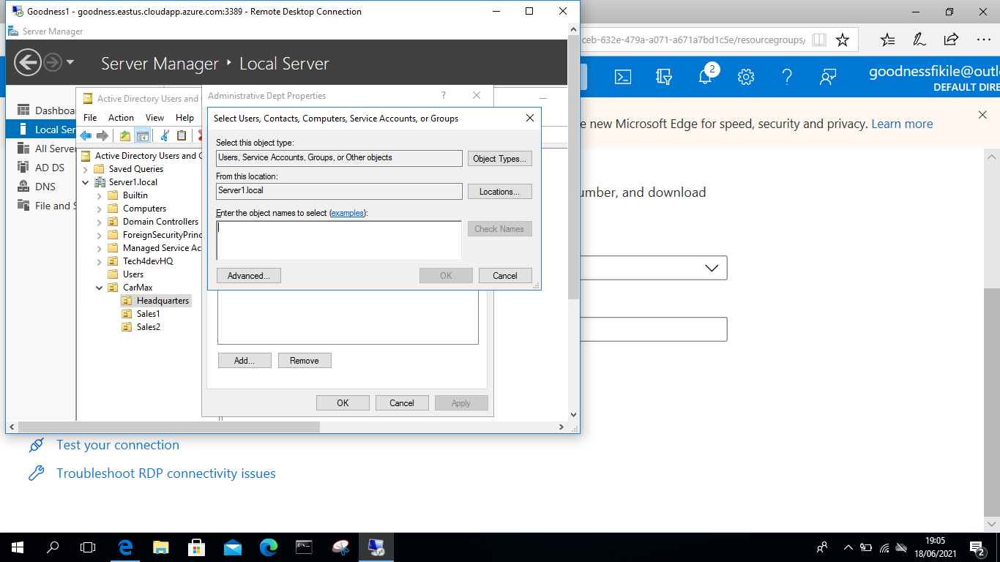 Goodness1 - goodness.eastus.cloudapp.azure.com:3389 - Remote Desktop Connection
Server Manager
Server Manager ‣ Local Server
Dashboa
Local Ser
All Server
AD DS
DNS
File and S
Active Directory Users and C
File Action View Help
Active Directory Users and C
Saved Queries
Server1.local
Builtin
Computers
Domain Controllers
ForeignSecurityPrinc
Managed Service Ac
Tech4devHQ
Users
CarMax
Headquarters
Sales1
Sales2
Administrative Dept Properties
?
Select Users, Contacts, Computers, Service Accounts, or Groups
Select this object type:
Users, Service Accounts, Groups, or Other objects
Object Types...
From this location:
Server1.local
Locations...
Enter the object names to select (examples):
Check Names
Advanced...
OK
Cancel
Add...
Remove
OK
Cancel
Apply
ceb-632e-479a-a071-a671a7bd1c5e/resourcegroups/
2
goodnessfikile@outlo
DEFAULT DIRE
e new Microsoft Edge for speed, security and privacy. Learn more
umber, and download
Test your connection
Troubleshoot RDP connectivity issues
19:05
18/06/2021
2